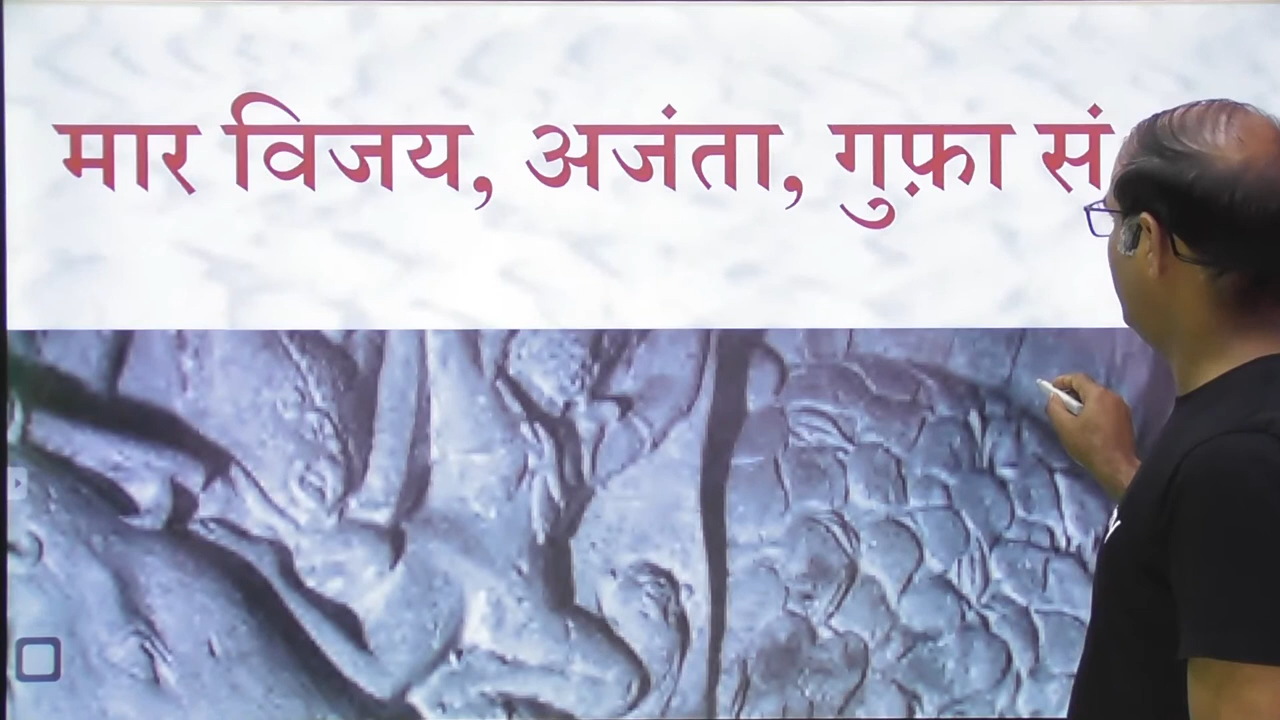 मार विजय, अजंता, गुफ़ा सं